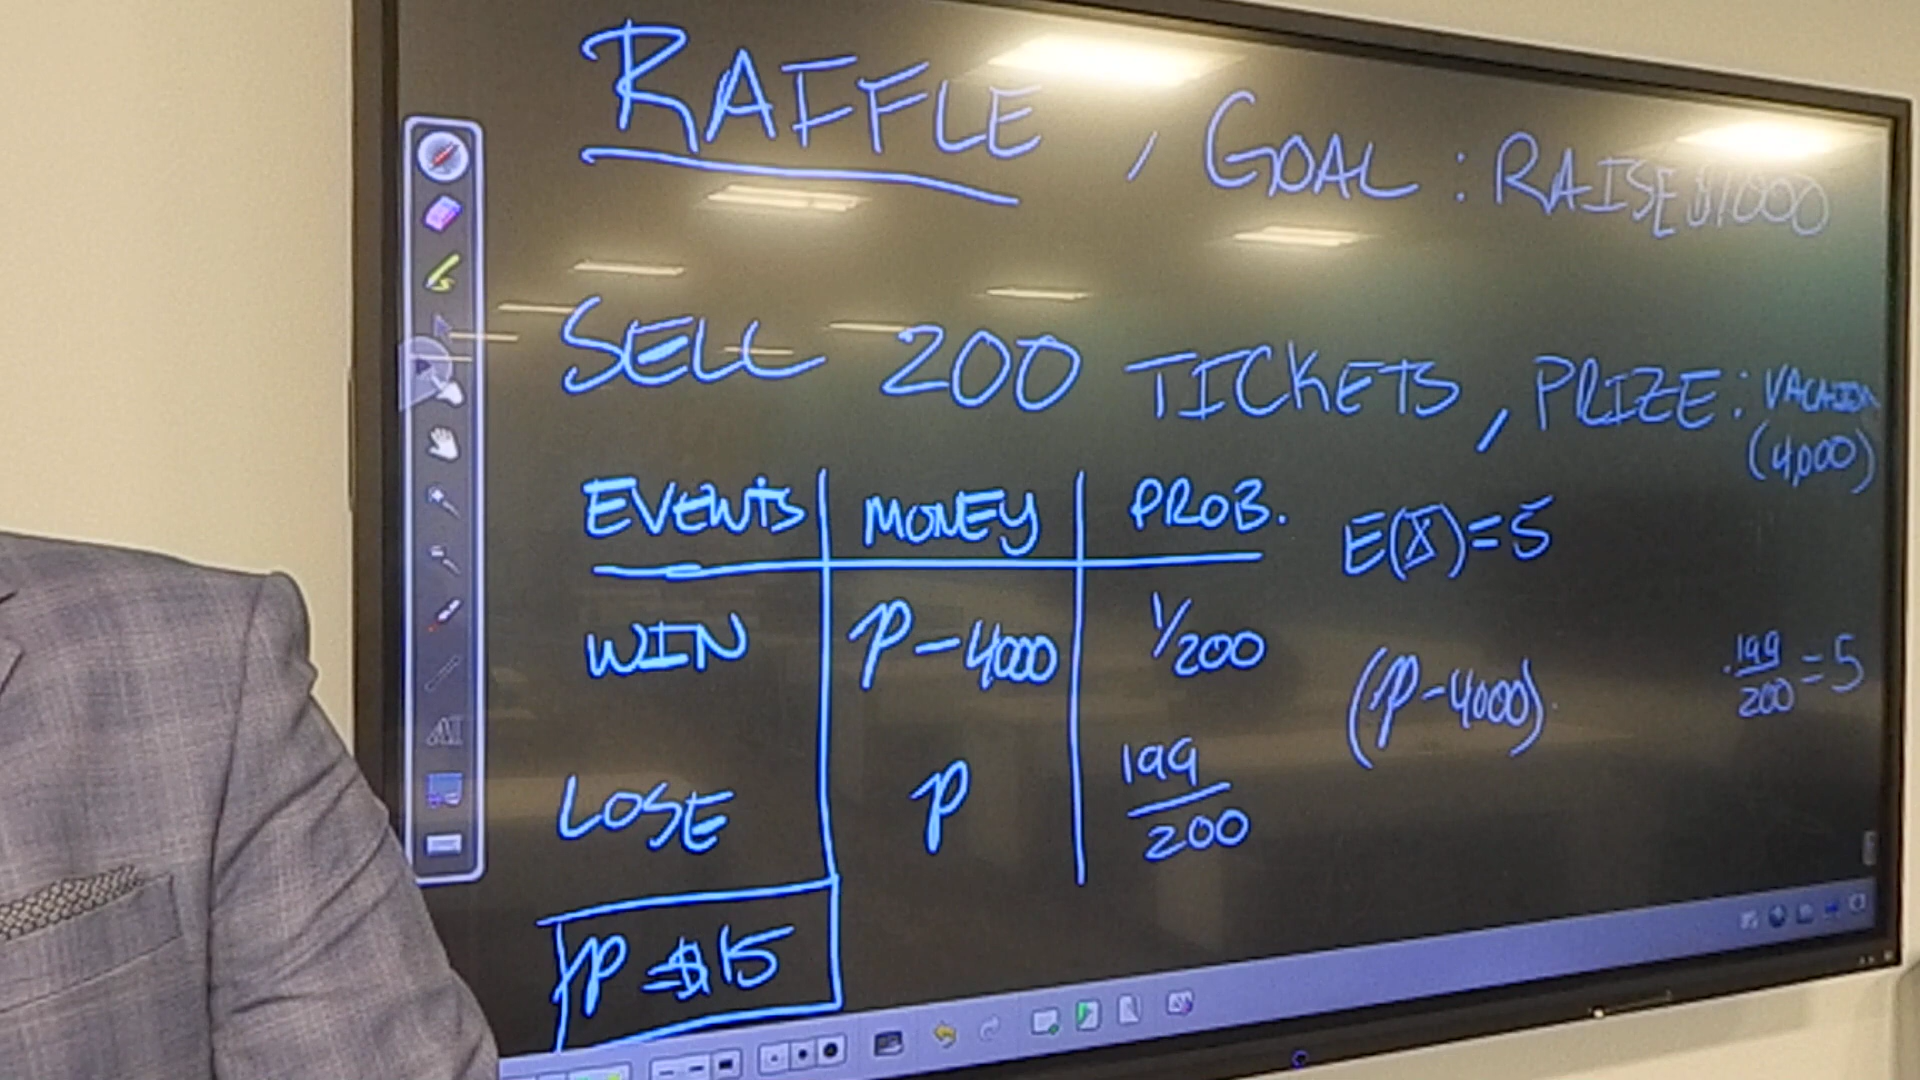 RAFFLE, GOAL: RAISE $1000
SELL 200 TICKETS, PRIZE: VACATION
(4,000)
EVENTS MONEY PROB. E(X)=5
WIN p-4000 1/200
(p-4000). .199/200=5
LOSE p 199/200
p=$15